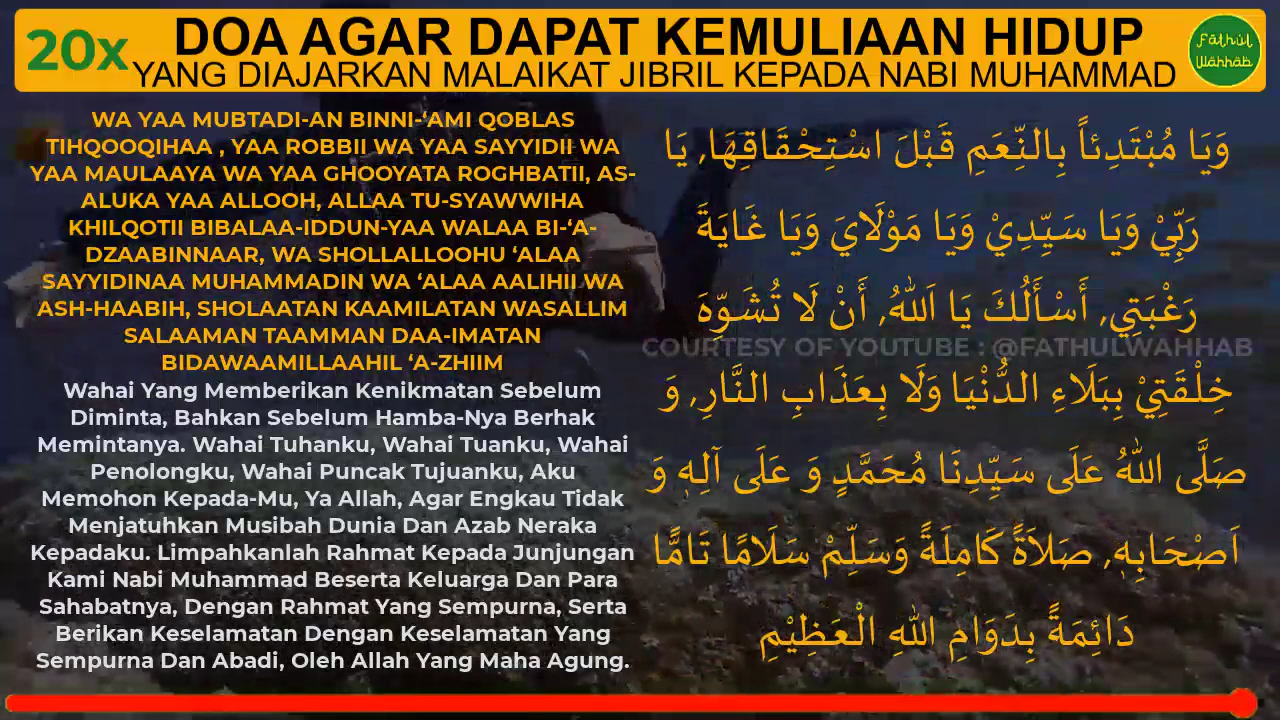 20x
DOA AGAR DAPAT KEMULIAAN HIDUP
YANG DIAJARKAN MALAIKAT JIBRIL KEPADA NABI MUHAMMAD
Fathul
Wahhab
WA YAA MUBTADI-AN BINNI-‘AMI QOBLAS
TIHQOOQIHAA , YAA ROBBII WA YAA SAYYIDII WA
YAA MAULAAYA WA YAA GHOOYATA ROGHBATII, AS-
ALUKA YAA ALLOOH, ALLAA TU-SYAWWIHA
KHILQOTII BIBALAA-IDDUN-YAA WALAA BI-‘A-
DZAABINNAAR, WA SHOLLALLOOHU ‘ALAA
SAYYIDINAA MUHAMMADIN WA ‘ALAA AALIHII WA
ASH-HAABIH, SHOLAATAN KAAMILATAN WASALLIM
SALAAMAN TAAMMAN DAA-IMATAN
BIDAWAAMILLAAHIL ‘A-ZHIIM
Wahai Yang Memberikan Kenikmatan Sebelum
Diminta, Bahkan Sebelum Hamba-Nya Berhak
Memintanya. Wahai Tuhanku, Wahai Tuanku, Wahai
Penolongku, Wahai Puncak Tujuanku, Aku
Memohon Kepada-Mu, Ya Allah, Agar Engkau Tidak
Menjatuhkan Musibah Dunia Dan Azab Neraka
Kepadaku. Limpahkanlah Rahmat Kepada Junjungan
Kami Nabi Muhammad Beserta Keluarga Dan Para
Sahabatnya, Dengan Rahmat Yang Sempurna, Serta
Berikan Keselamatan Dengan Keselamatan Yang
Sempurna Dan Abadi, Oleh Allah Yang Maha Agung.
وَيَا مُبْتَدِئاً بِالنِّعَمِ قَبْلَ اسْتِحْقَاقِهَا, يَا
رَبِّيْ وَيَا سَيِّدِيْ وَيَا مَوْلَايَ وَيَا غَايَةَ
رَغْبَتِي, أَسْأَلُكَ يَا اَللهُ, أَنْ لَا تُشَوِّهَ
COURTESY OF YOUTUBE : @FATHULWAHHAB
خِلْقَتِيْ بِبَلَاءِ الدُّنْيَا وَلَا بِعَذَابِ النَّارِ, وَ
صَلَّى اللهُ عَلَى سَيِّدِنَا مُحَمَّدٍ وَ عَلَى آلِهٖ وَ
اَصْحَابِهٖ, صَلاَةً كَامِلَةً وَسَلِّمْ سَلَامًا تَامًّا
دَائِمَةً بِدَوَامِ اللهِ الْعَظِيْمِ